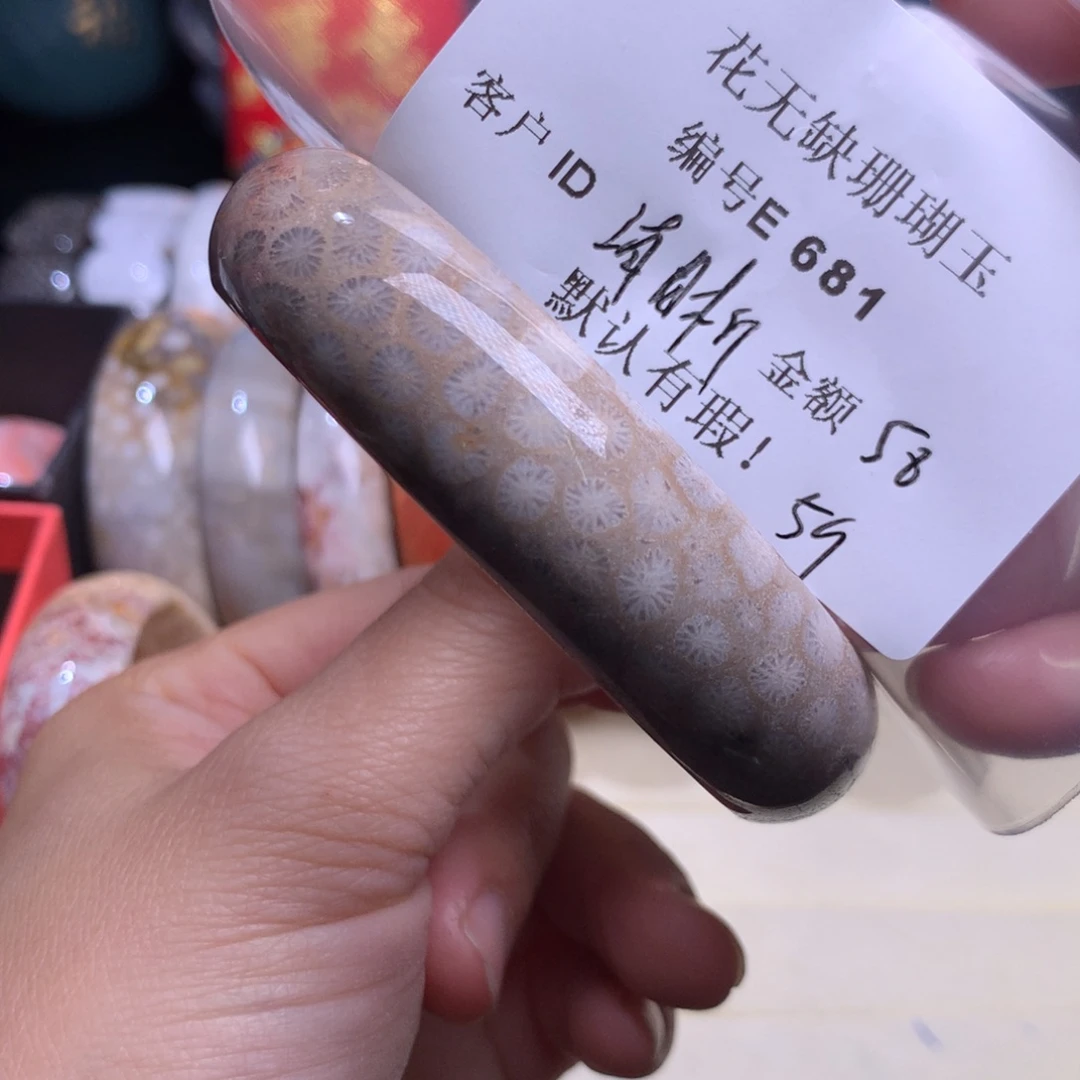 花无缺珊瑚玉
编号E 681
客户ID
金额 58
默认有瑕!
59